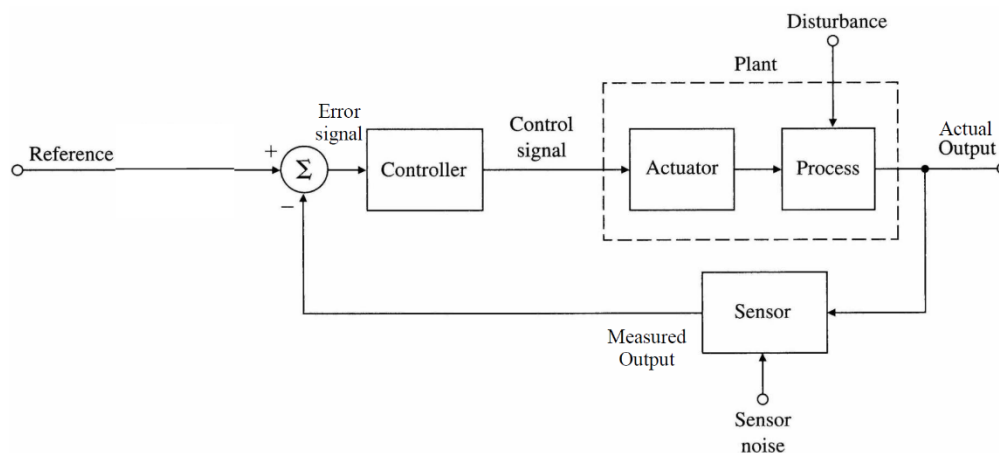 Disturbance
Plant
Error
signal
Control
signal
Actual
Output
Reference
+
Σ
Controller
Actuator
Process
−
Sensor
Measured
Output
Sensor
noise